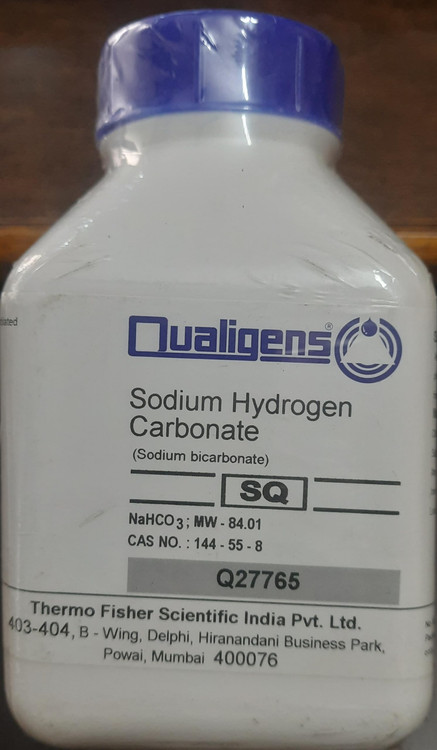 Qualigens®
Sodium Hydrogen
Carbonate
(Sodium bicarbonate)
SQ
NaHCO3; MW - 84.01
CAS NO. : 144 - 55 - 8
Q27765
Thermo Fisher Scientific India Pvt. Ltd.
403-404, B - Wing, Delphi, Hiranandani Business Park,
Powai, Mumbai 400076